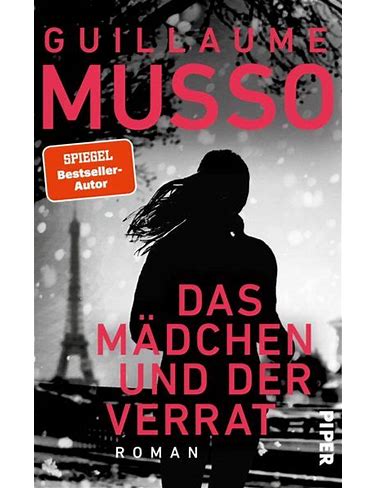 GUILLAUME
MUSSO
SPIEGEL
Bestseller-
Autor
DAS
MÄDCHEN
UND DER
VERRAT
ROMAN
PIPER